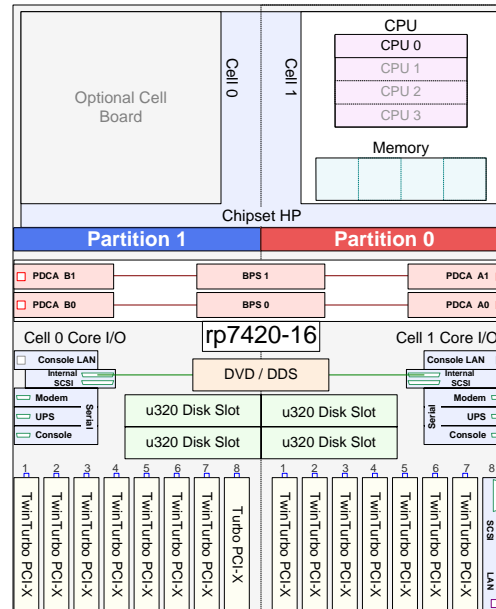 CPU
CPU 0
CPU 1
CPU 2
CPU 3
Cell 0
Cell 1
Optional Cell
Board
Memory
Chipset HP
Partition 1
Partition 0
PDCA B1
BPS 1
PDCA A1
PDCA B0
BPS 0
PDCA A0
rp7420-16
Cell 0 Core I/O
Cell 1 Core I/O
Console LAN
Internal
SCSI
Modem
UPS
Console
Serial
DVD / DDS
Console LAN
Internal
SCSI
Serial
Modem
UPS
Console
u320 Disk Slot
u320 Disk Slot
u320 Disk Slot
u320 Disk Slot
1 2 3 4 5 6 7 8
1 2 3 4 5 6 7 8
TwinTurbo PCI-X
TwinTurbo PCI-X
TwinTurbo PCI-X
TwinTurbo PCI-X
TwinTurbo PCI-X
TwinTurbo PCI-X
TwinTurbo PCI-X
Turbo PCI-X
TwinTurbo PCI-X
TwinTurbo PCI-X
TwinTurbo PCI-X
TwinTurbo PCI-X
TwinTurbo PCI-X
TwinTurbo PCI-X
TwinTurbo PCI-X
SCSI
LAN